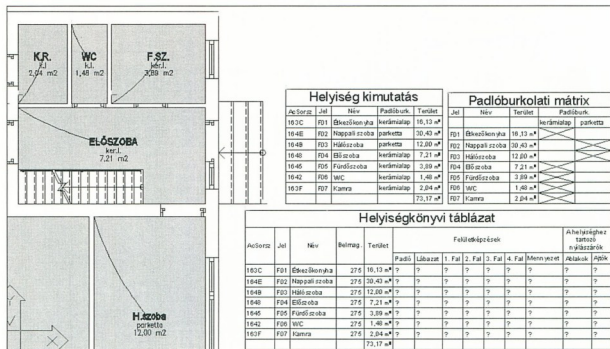 K.R.
k.l
2,04 m2
WC
k.l.
1,48 m2
F.SZ.
ker.l.
3,89 m2
ELŐSZOBA
ker.l.
7,21 m2
H.szoba
parketta
12,00 m2
Helyiség kimutatás
AcSorsz Jel Név Padlóburk. Terület
163C F01 Étkezőkonyha kerámialap 16,13 m²
164E F02 Nappali szoba parketta 30,43 m²
1649 F03 Hálószoba parketta 12,00 m²
1648 F04 Előszoba kerámialap 7,21 m²
1645 F05 Fürdőszoba kerámialap 3,89 m²
1642 F06 WC kerámialap 1,48 m²
163F F07 Kamra kerámialap 2,04 m²
73,17 m²
Padlóburkolati mátrix
Jel Név Terület Padlóburk.
kerámialap parketta
F01 Étkezőkonyha 16,13 m²
F02 Nappali szoba 30,43 m²
F03 Hálószoba 12,00 m²
F04 Előszoba 7,21 m²
F05 Fürdőszoba 3,89 m²
F06 WC 1,48 m²
F07 Kamra 2,04 m²
Helyiségkönyvi táblázat
AcSorsz Jel Név Belmag. Terület Felületképzések A helyiséghez tartozó nyílászárók
Padló Lábazat 1. Fal 2. Fal 3. Fal 4. Fal Mennyezet Ablakok Ajtók
163C F01 Étkezőkonyha 275 16,13 m² ? ? ? ? ? ? ? ? ?
164E F02 Nappali szoba 275 30,43 m² ? ? ? ? ? ? ? ? ?
1649 F03 Hálószoba 275 12,00 m² ? ? ? ? ? ? ? ? ?
1648 F04 Előszoba 275 7,21 m² ? ? ? ? ? ? ? ? ?
1645 F05 Fürdőszoba 275 3,89 m² ? ? ? ? ? ? ? ? ?
1642 F06 WC 275 1,48 m² ? ? ? ? ? ? ? ? ?
163F F07 Kamra 275 2,04 m² ? ? ? ? ? ? ? ? ?
73,17 m²